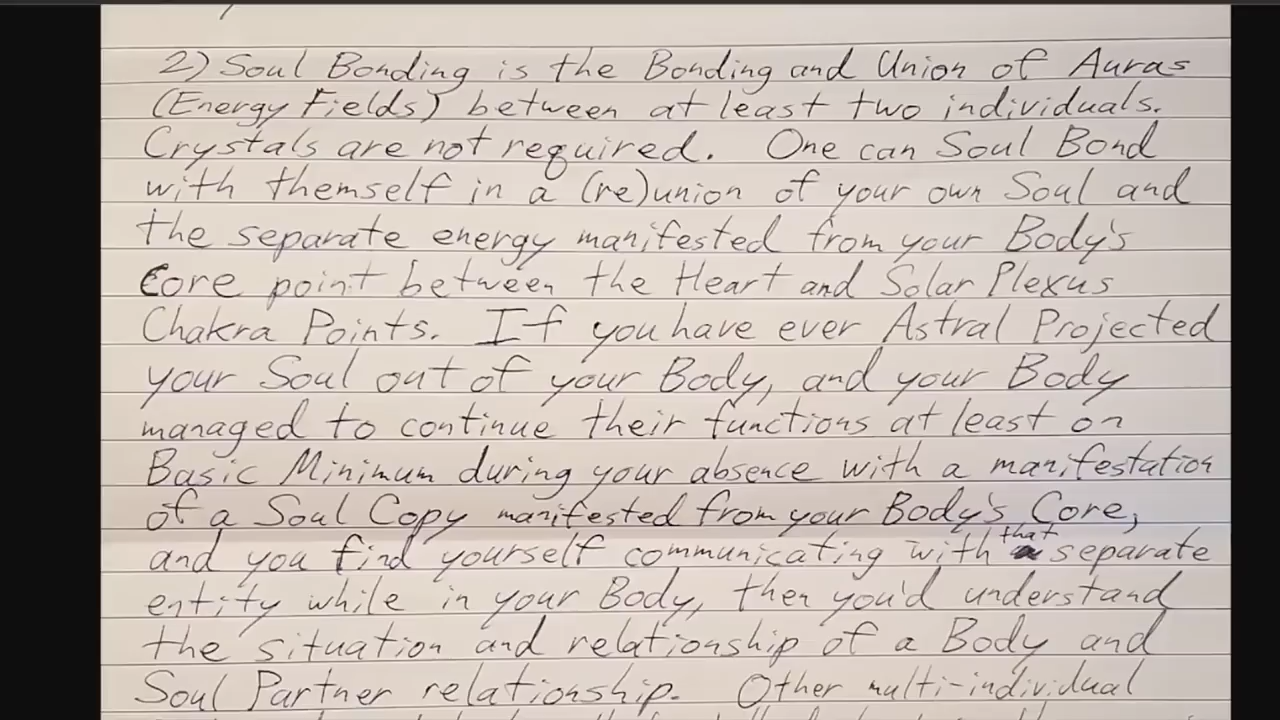 2) Soul Bonding is the Bonding and Union of Auras
(Energy Fields) between at least two individuals.
Crystals are not required. One can Soul Bond
with themself in a (re)union of your own Soul and
the separate energy manifested from your Body's
Core point between the Heart and Solar Plexus
Chakra Points. If you have ever Astral Projected
your Soul out of your Body, and your Body
managed to continue their functions at least on
Basic Minimum during your absence with a manifestation
of a Soul Copy manifested from your Body's Core,
and you find yourself communicating with that separate
entity while in your Body, then you'd understand
the situation and relationship of a Body and
Soul Partner relationship. Other multi-individual